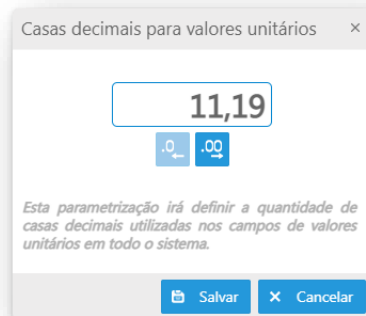 Casas decimais para valores unitários ×
11,19
.0 .00
Esta parametrização irá definir a quantidade de
casas decimais utilizadas nos campos de valores
unitários em todo o sistema.
Salvar × Cancelar